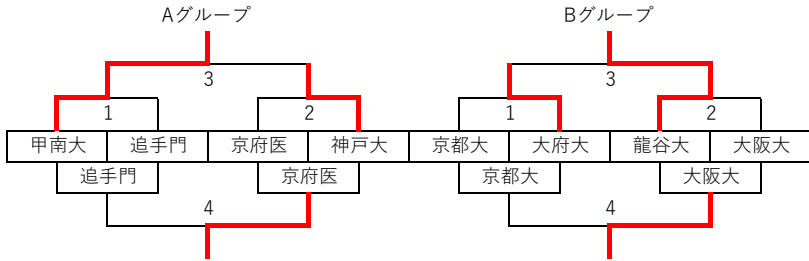 Aグループ Bグループ
3 3
1 2 1 2
甲南大 追手門 京府医 神戸大 京都大 大府大 龍谷大 大阪大
追手門 京府医 京都大 大阪大
4 4